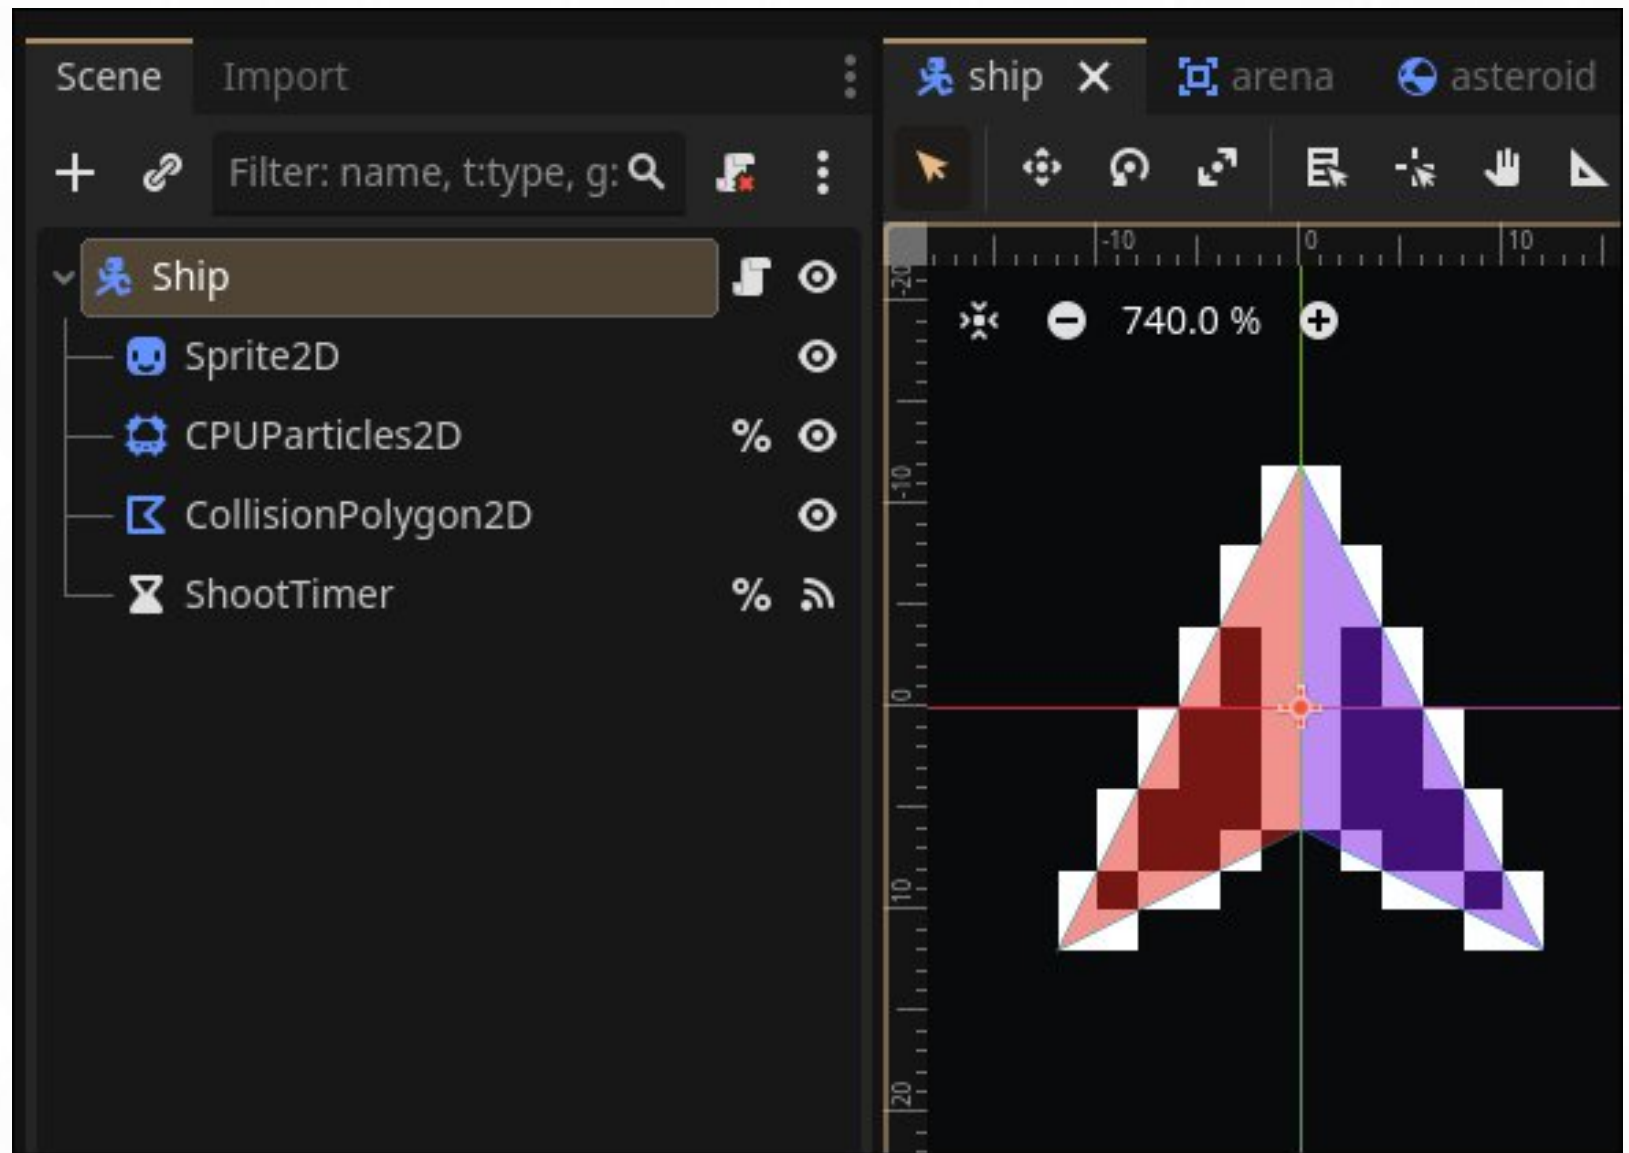 Scene Import
ship arena asteroid
Filter: name, t:type, g:
-10 0 10
Ship
-20
740.0 %
Sprite2D
CPUParticles2D %
-10
CollisionPolygon2D
ShootTimer %
0
10
20